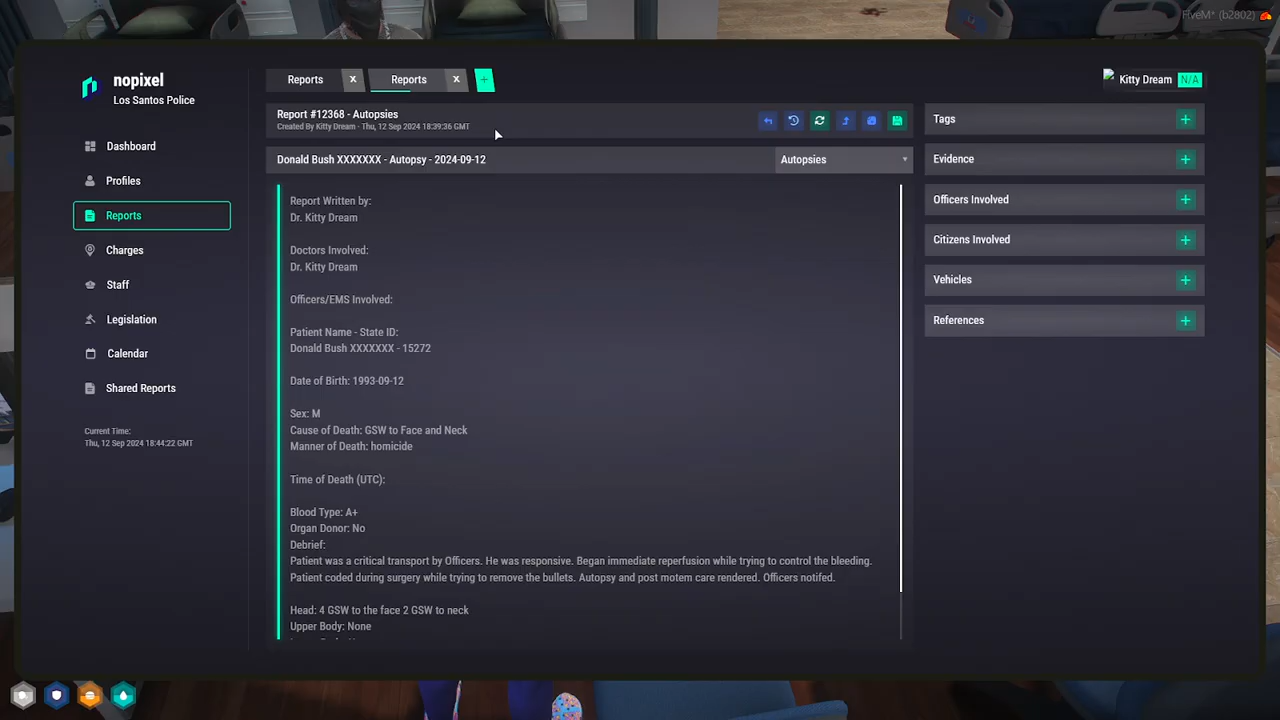 FiveM* (b2802)
nopixel
Los Santos Police
Reports x Reports x +
Kitty Dream N/A
Report #12368 - Autopsies
Created By Kitty Dream - Thu, 12 Sep 2024 18:39:36 GMT
Donald Bush XXXXXXX - Autopsy - 2024-09-12
Autopsies
Dashboard
Profiles
Reports
Charges
Staff
Legislation
Calendar
Shared Reports
Current Time:
Thu, 12 Sep 2024 18:44:22 GMT
Report Written by:
Dr. Kitty Dream
Doctors Involved:
Dr. Kitty Dream
Officers/EMS Involved:
Patient Name - State ID:
Donald Bush XXXXXXX - 15272
Date of Birth: 1993-09-12
Sex: M
Cause of Death: GSW to Face and Neck
Manner of Death: homicide
Time of Death (UTC):
Blood Type: A+
Organ Donor: No
Debrief:
Patient was a critical transport by Officers. He was responsive. Began immediate reperfusion while trying to control the bleeding.
Patient coded during surgery while trying to remove the bullets. Autopsy and post motem care rendered. Officers notifed.
Head: 4 GSW to the face 2 GSW to neck
Upper Body: None
Tags +
Evidence +
Officers Involved +
Citizens Involved +
Vehicles +
References +